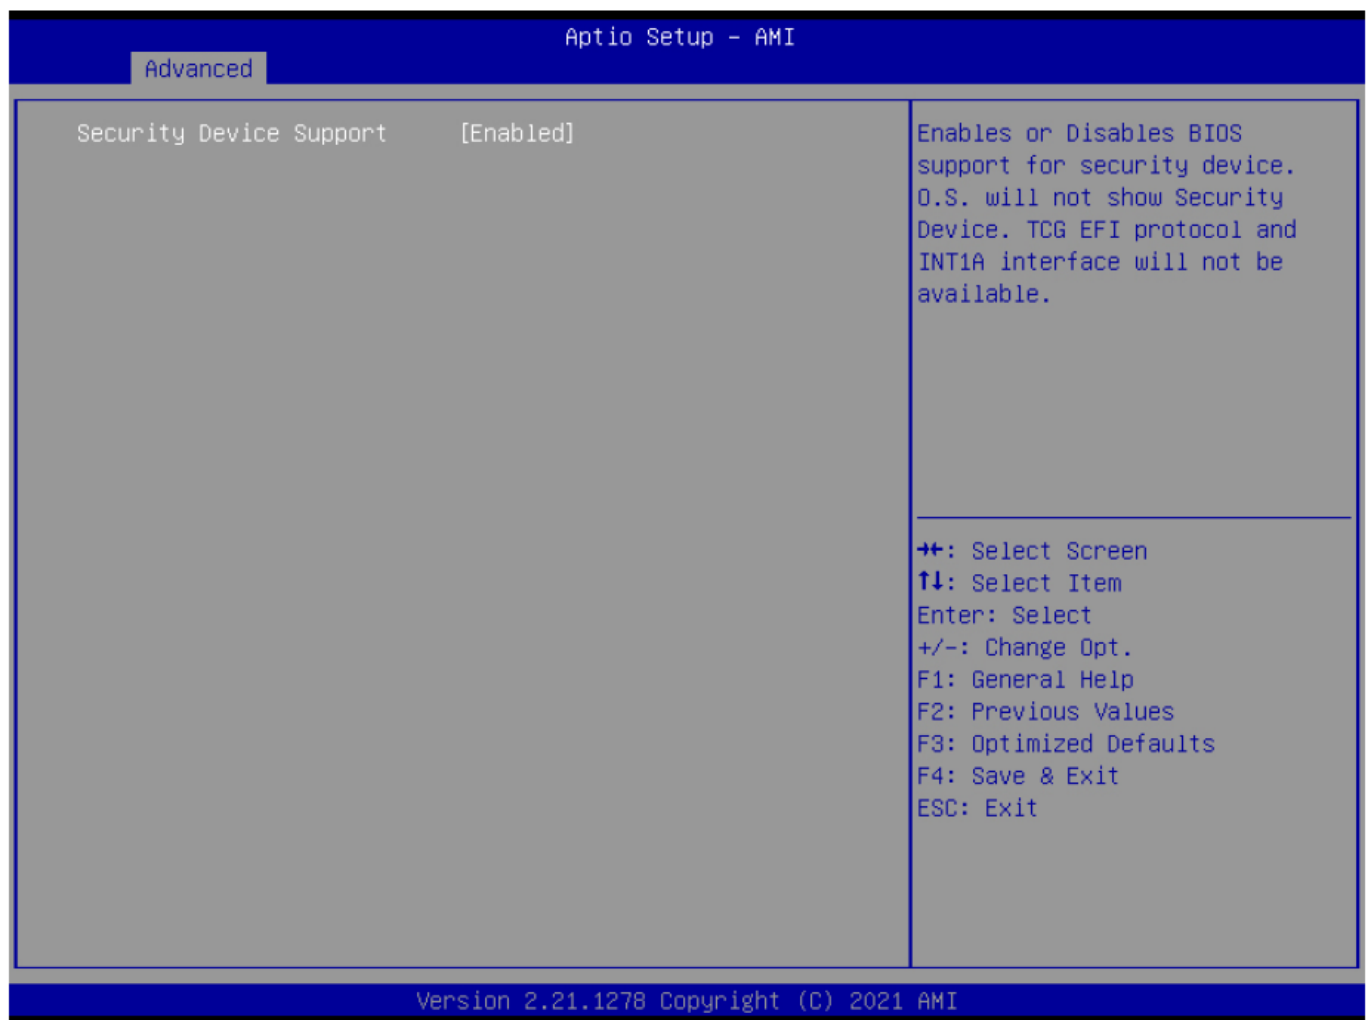 Aptio Setup – AMI
Advanced
Security Device Support [Enabled]
Enables or Disables BIOS
support for security device.
O.S. will not show Security
Device. TCG EFI protocol and
INT1A interface will not be
available.
→←: Select Screen
↑↓: Select Item
Enter: Select
+/-: Change Opt.
F1: General Help
F2: Previous Values
F3: Optimized Defaults
F4: Save & Exit
ESC: Exit
Version 2.21.1278 Copyright (C) 2021 AMI